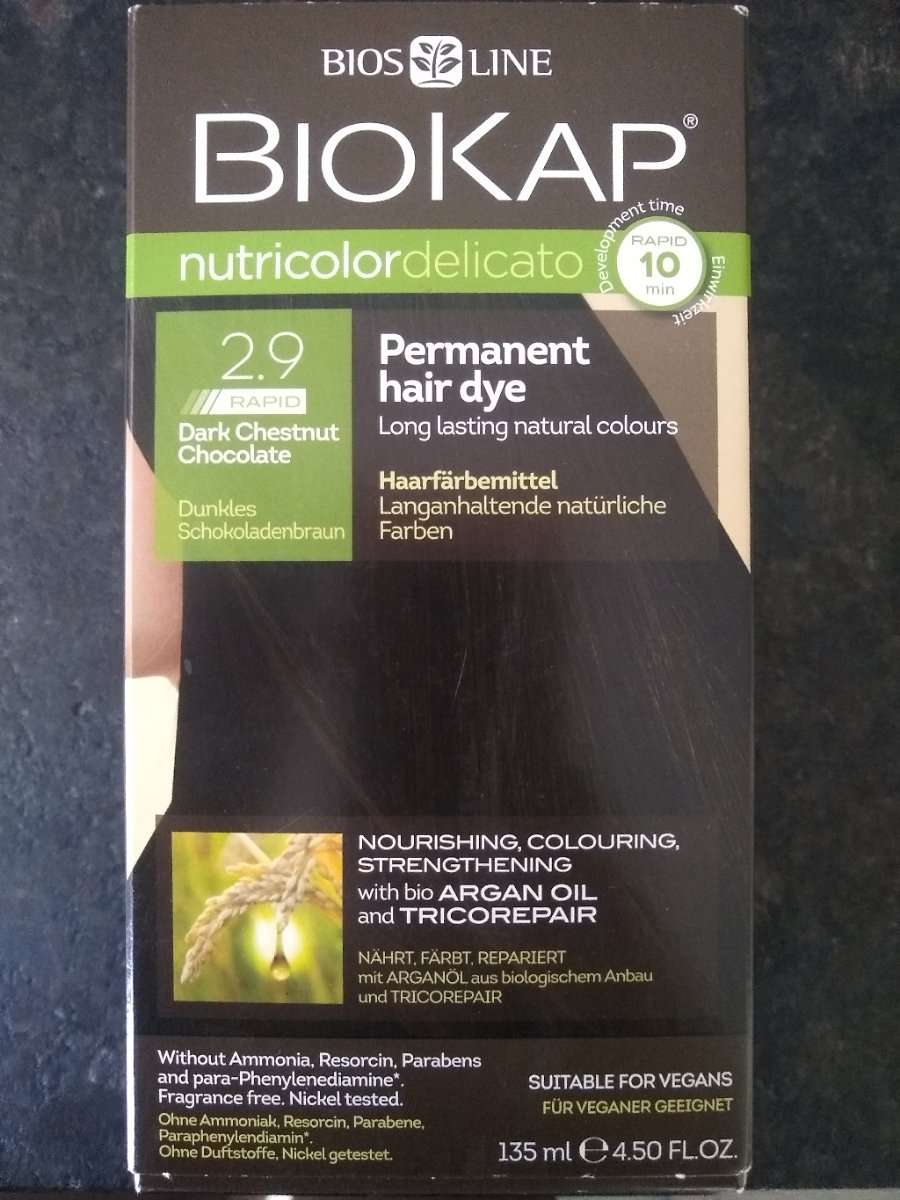 BIOS LINE
BIOKAP®
nutricolordelicato
Development time
RAPID
10
min
Einwirkzeit
2.9
RAPID
Dark Chestnut
Chocolate
Dunkles
Schokoladenbraun
Permanent
hair dye
Long lasting natural colours
Haarfärbemittel
Langanhaltende natürliche
Farben
NOURISHING, COLOURING,
STRENGTHENING
with bio ARGAN OIL
and TRICOREPAIR
NÄHRT, FÄRBT, REPARIERT
mit ARGANÖL aus biologischem Anbau
und TRICOREPAIR
Without Ammonia, Resorcin, Parabens
and para-Phenylenediamine*.
Fragrance free. Nickel tested.
Ohne Ammoniak, Resorcin, Parabene,
Paraphenylendiamin*.
Ohne Duftstoffe, Nickel getestet.
SUITABLE FOR VEGANS
FÜR VEGANER GEEIGNET
135 ml ℮ 4.50 FL.OZ.